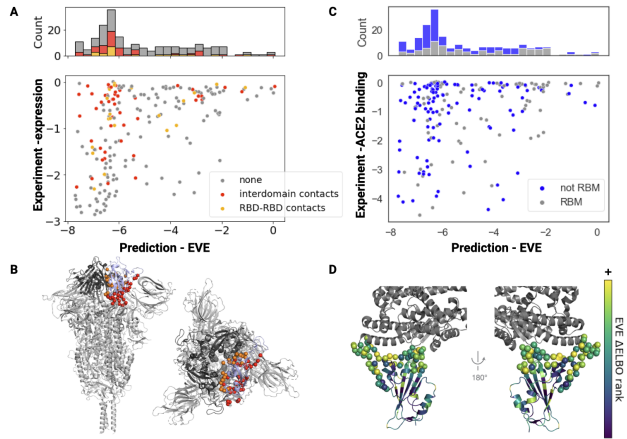 A
Count
20
0
Experiment -expression
0
−1
−2
−3
none
interdomain contacts
RBD-RBD contacts
−8
−6
−4
−2
0
Prediction - EVE
C
Count
20
0
Experiment -ACE2 binding
0
−1
−2
−3
−4
not RBM
RBM
−8
−6
−4
−2
0
Prediction - EVE
B
D
180°
+
EVE ΔELBO rank